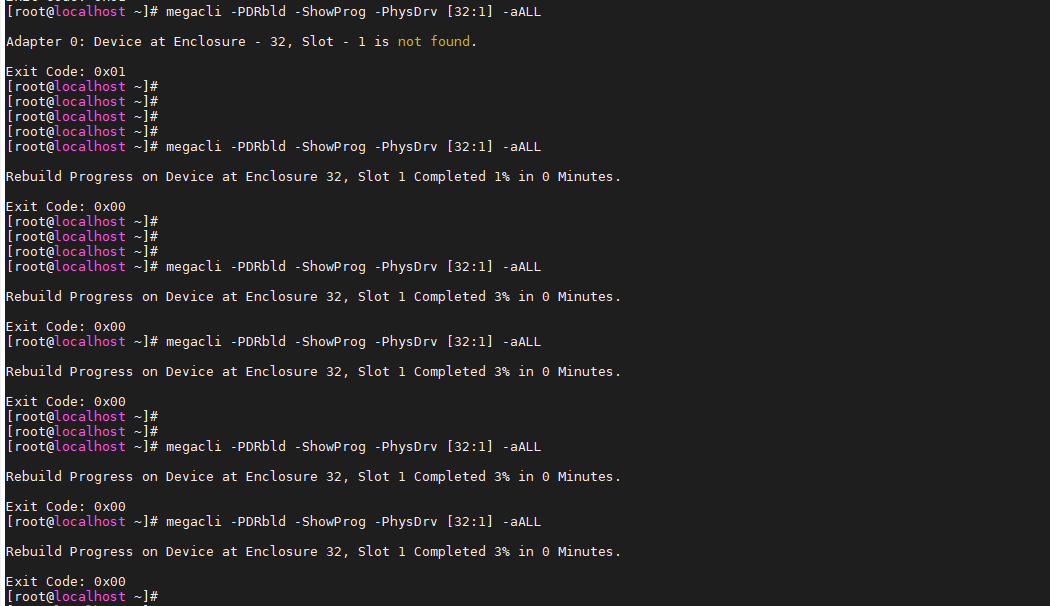 [root@localhost ~]# megacli -PDRbld -ShowProg -PhysDrv [32:1] -aALL
Adapter 0: Device at Enclosure - 32, Slot - 1 is not found.
Exit Code: 0x01
[root@localhost ~]#
[root@localhost ~]#
[root@localhost ~]#
[root@localhost ~]#
[root@localhost ~]# megacli -PDRbld -ShowProg -PhysDrv [32:1] -aALL
Rebuild Progress on Device at Enclosure 32, Slot 1 Completed 1% in 0 Minutes.
Exit Code: 0x00
[root@localhost ~]#
[root@localhost ~]#
[root@localhost ~]#
[root@localhost ~]# megacli -PDRbld -ShowProg -PhysDrv [32:1] -aALL
Rebuild Progress on Device at Enclosure 32, Slot 1 Completed 3% in 0 Minutes.
Exit Code: 0x00
[root@localhost ~]# megacli -PDRbld -ShowProg -PhysDrv [32:1] -aALL
Rebuild Progress on Device at Enclosure 32, Slot 1 Completed 3% in 0 Minutes.
Exit Code: 0x00
[root@localhost ~]#
[root@localhost ~]#
[root@localhost ~]# megacli -PDRbld -ShowProg -PhysDrv [32:1] -aALL
Rebuild Progress on Device at Enclosure 32, Slot 1 Completed 3% in 0 Minutes.
Exit Code: 0x00
[root@localhost ~]# megacli -PDRbld -ShowProg -PhysDrv [32:1] -aALL
Rebuild Progress on Device at Enclosure 32, Slot 1 Completed 3% in 0 Minutes.
Exit Code: 0x00
[root@localhost ~]#